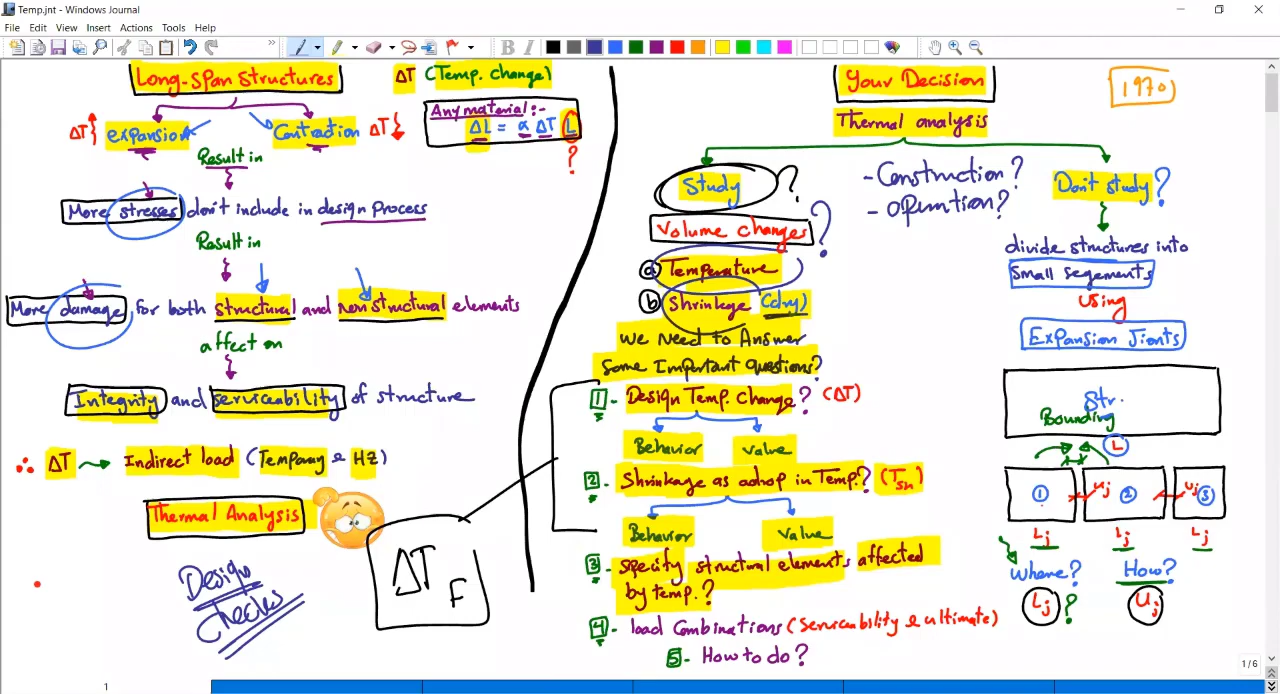 Temp.jnt - Windows Journal
File Edit View Insert Actions Tools Help
Long-span structures
ΔT (Temp. change)
ΔT expansion Contraction ΔT
Any material:-
ΔL = α ΔT L
?
Result in
More stresses don't include in design process
Result in
More damage for both structural and non structural elements
affect on
Integrity and serviceability of structure
∴ ΔT → Indirect load (Temporary & HZ)
Thermal Analysis
Design
checks
ΔT F
Your Decision
1970
Thermal analysis
Study ?
- Construction?
- operation?
Don't study?
Volume changes ?
a Temperature
b Shrinkage (dry)
We Need to Answer
Some Important questions?
1- Design Temp. Change? (ΔT)
Behavior value
2- Shrinkage as adrop in Temp.? (Tsh)
Behavior value
3- specify structural elements affected
by temp.?
4- load Combinations (Serviceability & ultimate)
5- How to do?
divide structures into
Small segements
Using
Expansion Jionts
Str.
Bounding
L
1 Uj 2 Uj 3
Lj Lj Lj
Where? How?
Lj ? Uj
1/6
1